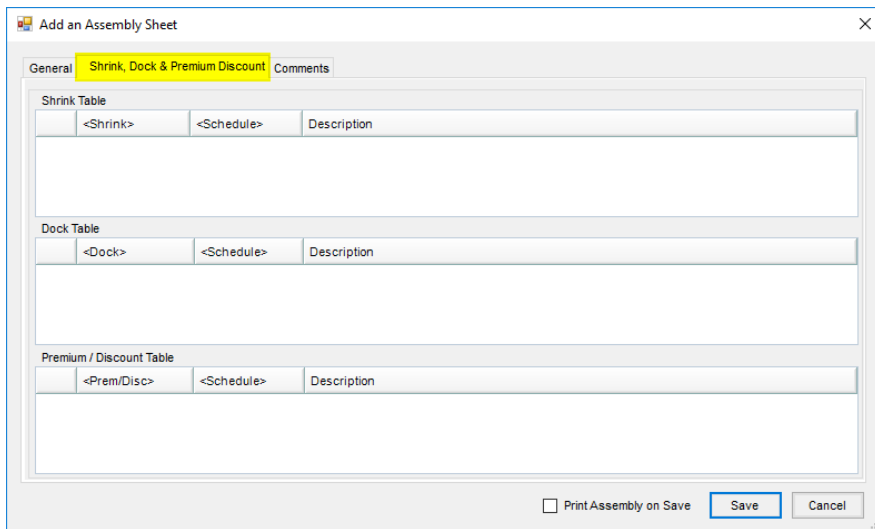 Add an Assembly Sheet
General Shrink, Dock & Premium Discount Comments
Shrink Table
<Shrink> <Schedule> Description
Dock Table
<Dock> <Schedule> Description
Premium / Discount Table
<Prem/Disc> <Schedule> Description
Print Assembly on Save Save Cancel